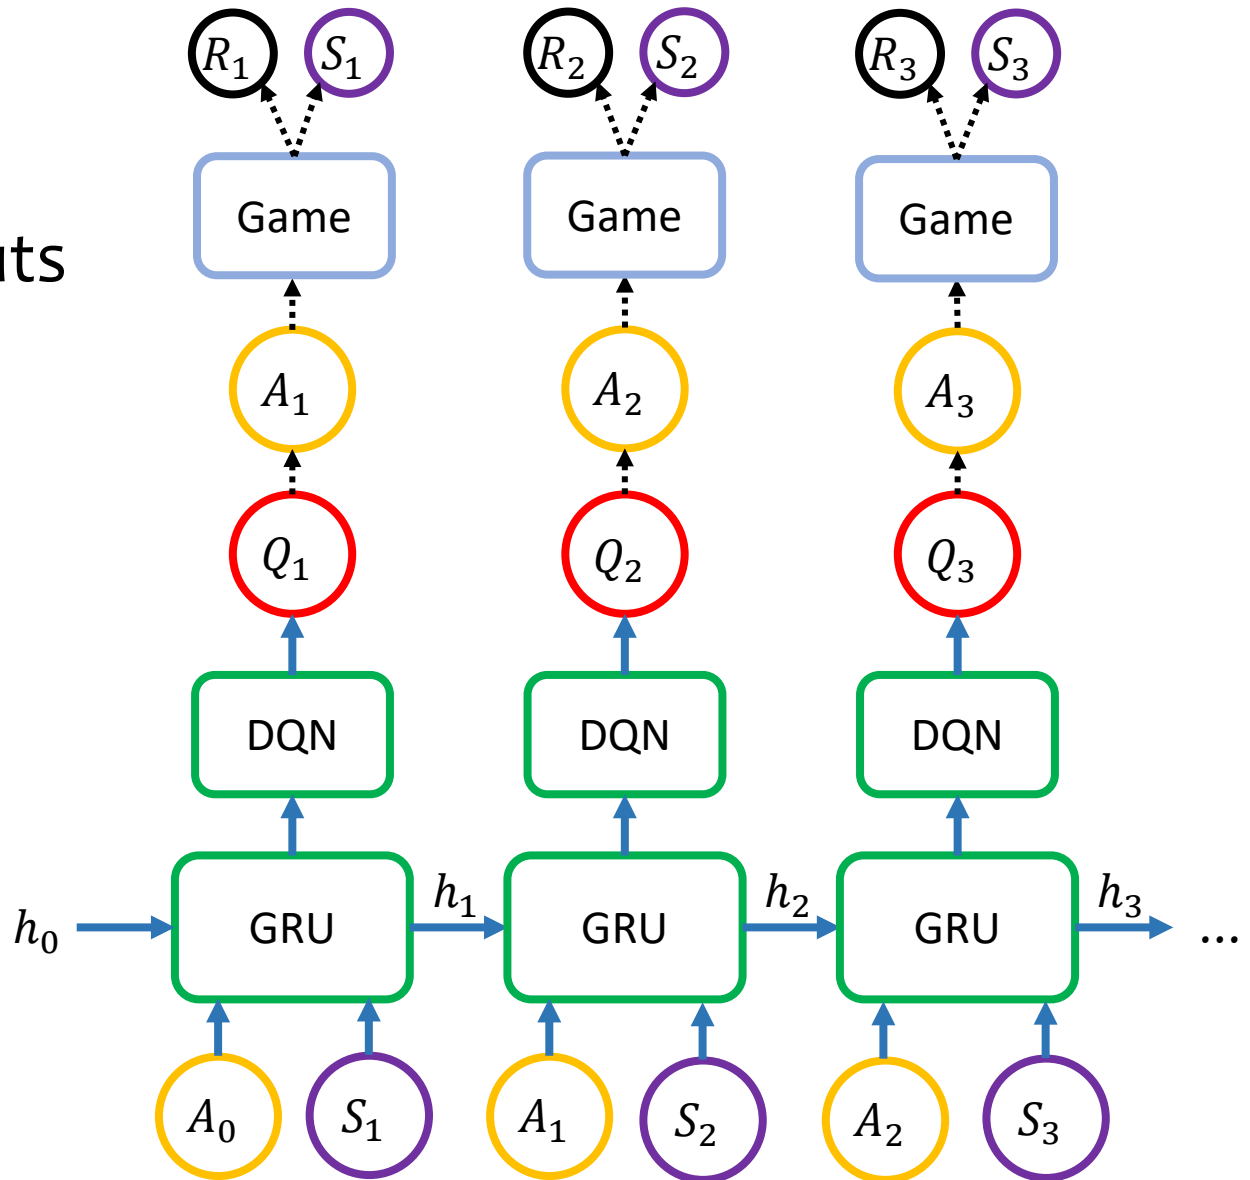 R₁ S₁ R₂ S₂ R₃ S₃
Game Game Game
A₁ A₂ A₃
Q₁ Q₂ Q₃
DQN DQN DQN
h₀ GRU h₁ GRU h₂ GRU h₃ ...
A₀ S₁ A₁ S₂ A₂ S₃